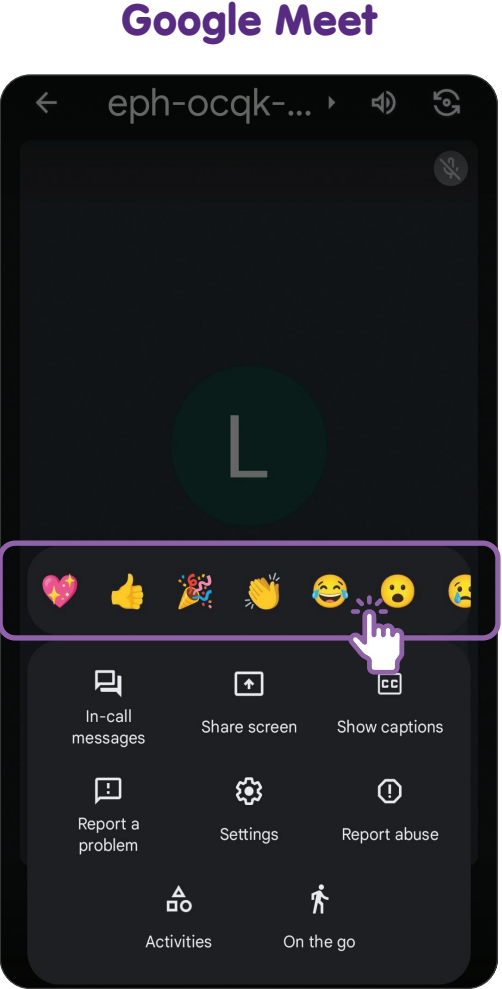 Google Meet
eph-ocqk-...
L
In-call
messages
Share screen
CC
Show captions
Report a
problem
Settings
Report abuse
Activities
On the go